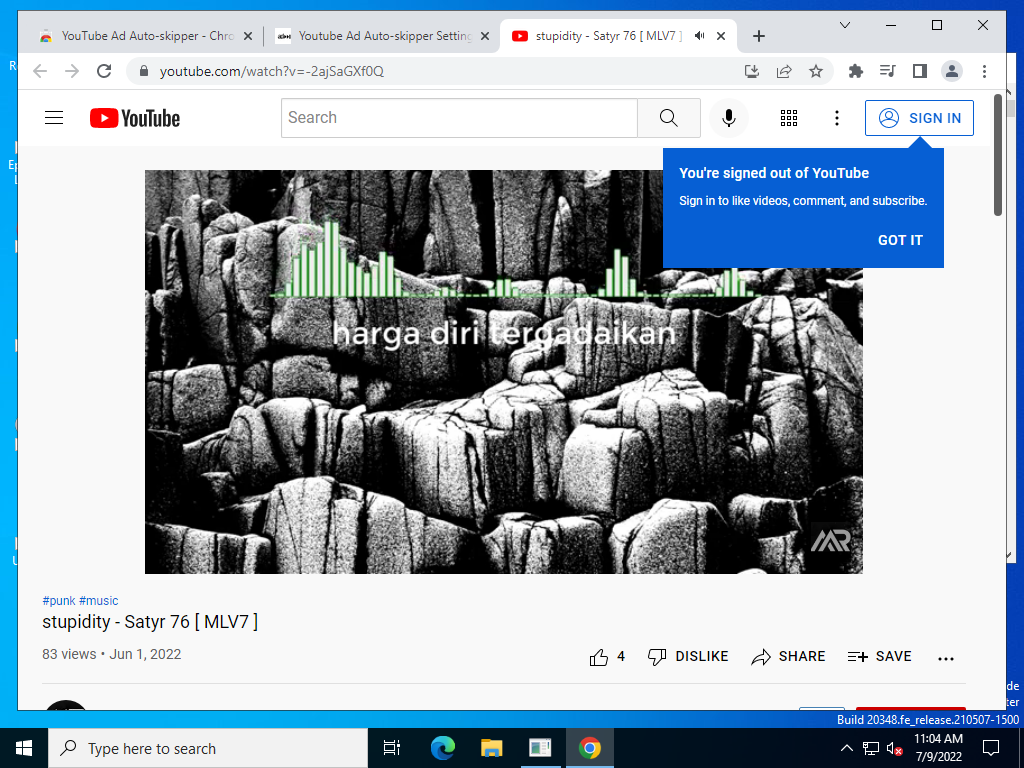 YouTube Ad Auto-skipper - Chro
Youtube Ad Auto-skipper Setting
stupidity - Satyr 76 [ MLV7 ]
youtube.com/watch?v=-2ajSaGXf0Q
YouTube
Search
SIGN IN
You're signed out of YouTube
Sign in to like videos, comment, and subscribe.
GOT IT
harga diri tergadaikan
MR
#punk #music
stupidity - Satyr 76 [ MLV7 ]
83 views • Jun 1, 2022
4
DISLIKE
SHARE
SAVE
Build 20348.fe_release.210507-1500
Type here to search
11:04 AM
7/9/2022